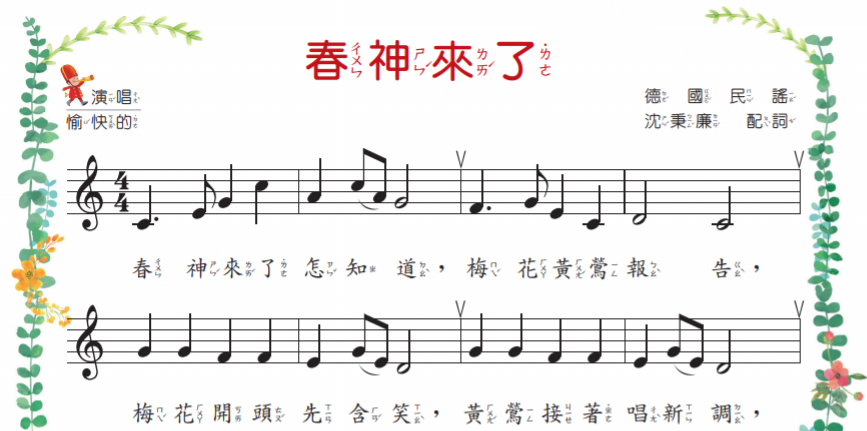 春神來了
演唱
德國民謠
愉快的
沈秉廉 配詞
春神來了怎知道，梅花黃鶯報告，
梅花開頭先含笑，黃鶯接著唱新調，